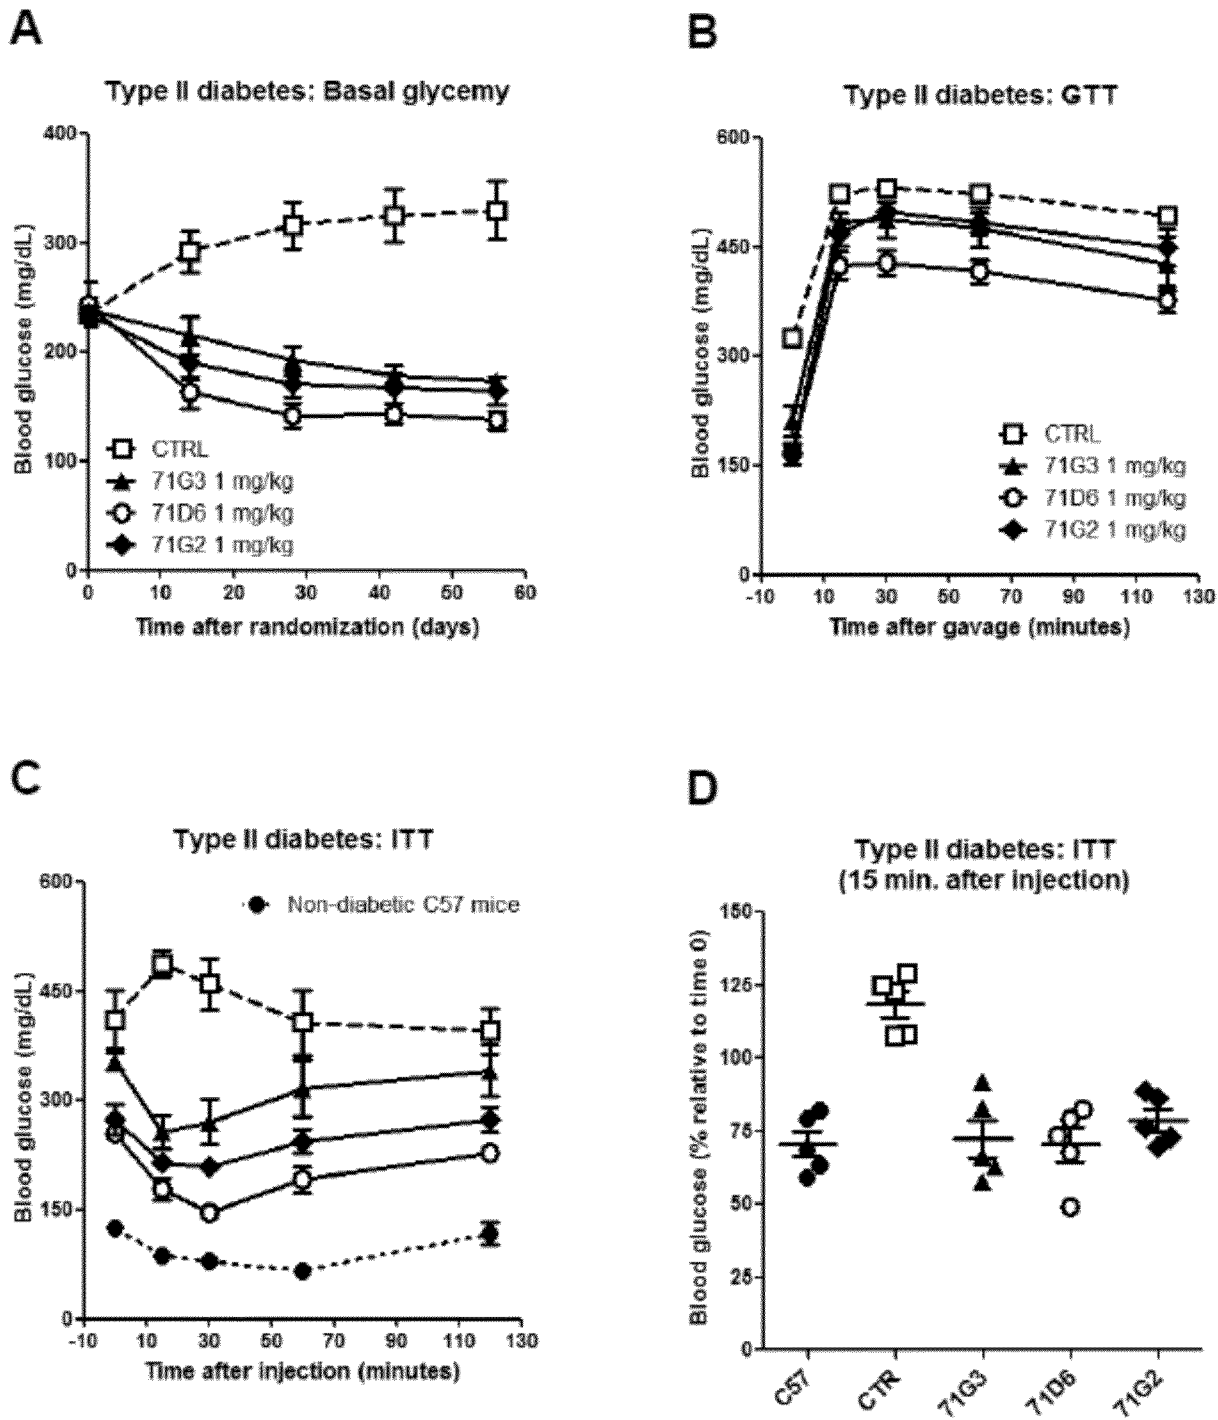 A
Type II diabetes: Basal glycemy
Blood glucose (mg/dL)
400
300
200
100
0
CTRL
71G3 1 mg/kg
71D6 1 mg/kg
71G2 1 mg/kg
0 10 20 30 40 50 60
Time after randomization (days)
B
Type II diabetes: GTT
Blood glucose (mg/dL)
600
450
300
150
0
CTRL
71G3 1 mg/kg
71D6 1 mg/kg
71G2 1 mg/kg
-10 10 30 50 70 90 110 130
Time after gavage (minutes)
C
Type II diabetes: ITT
Blood glucose (mg/dL)
600
450
300
150
0
Non-diabetic C57 mice
-10 10 30 50 70 90 110 130
Time after injection (minutes)
D
Type II diabetes: ITT
(15 min. after injection)
Blood glucose (% relative to time 0)
150
125
100
75
50
25
0
C57 CTR 71G3 71D6 71G2